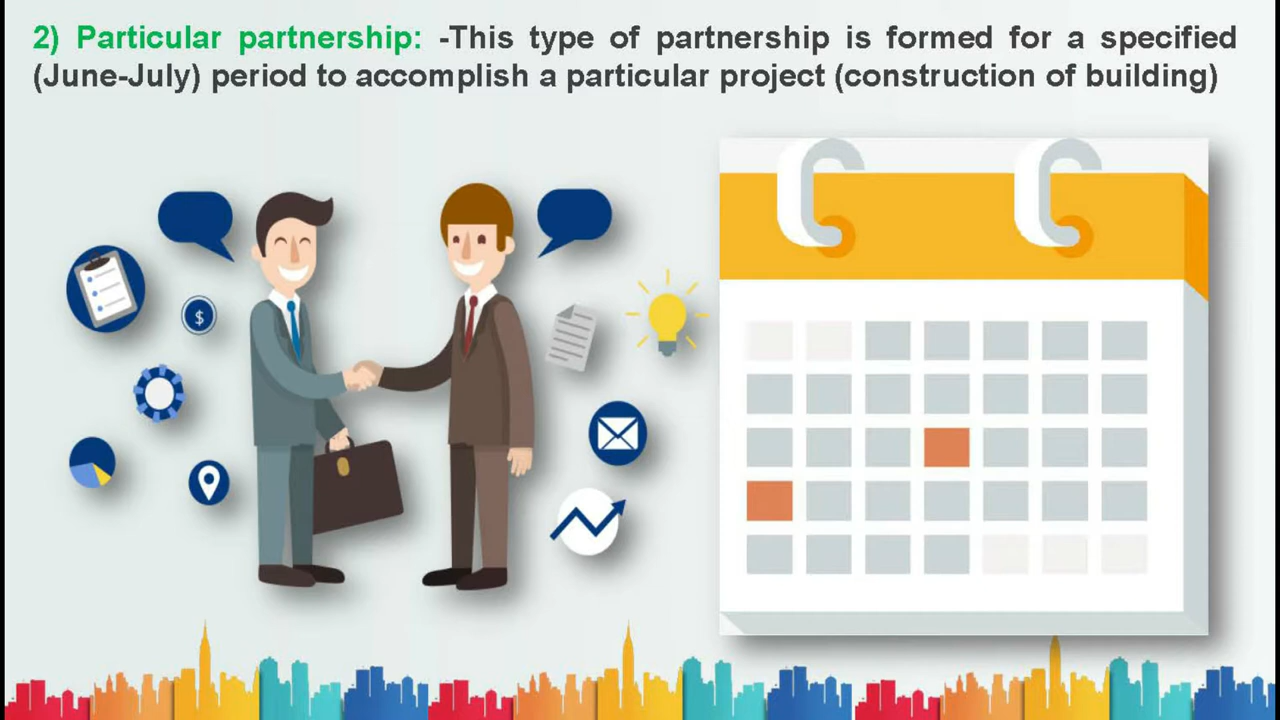 2) Particular partnership: -This type of partnership is formed for a specified
(June-July) period to accomplish a particular project (construction of building)
$